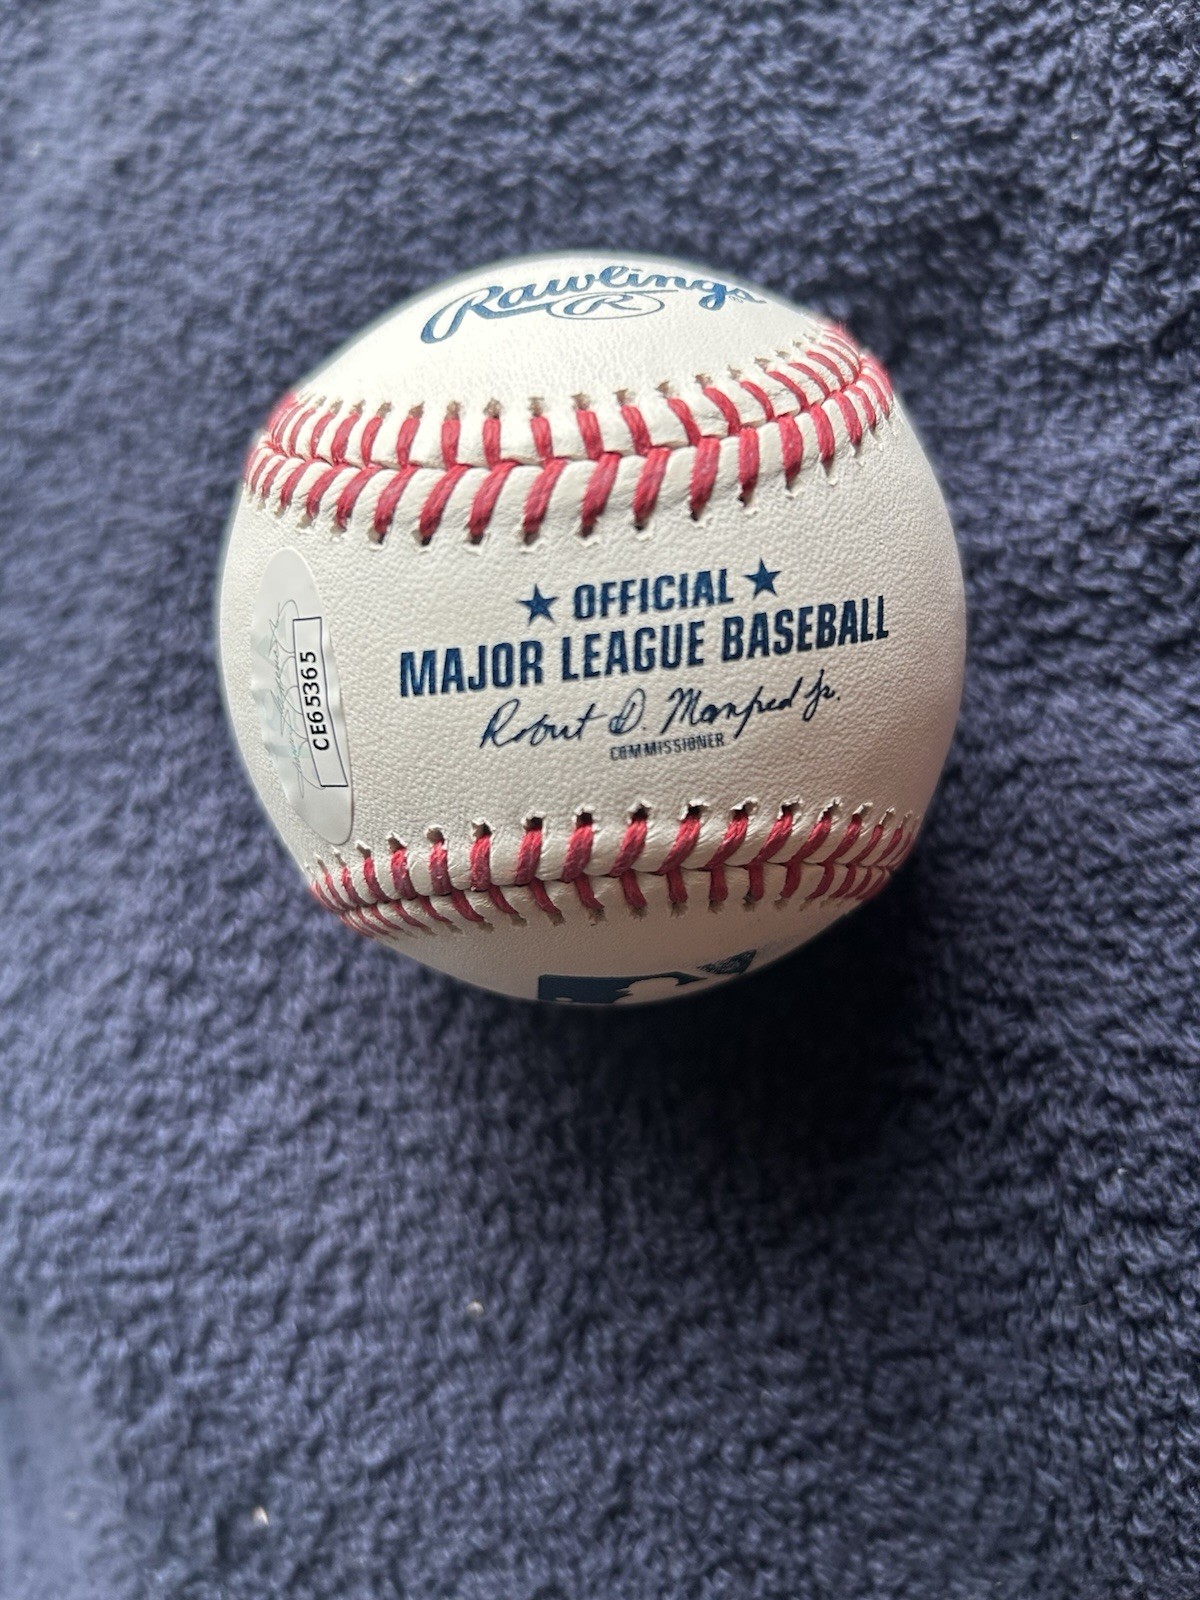 Rawlings
R
★ OFFICIAL ★
MAJOR LEAGUE BASEBALL
Robert D. Manfred Jr.
COMMISSIONER
CE65365